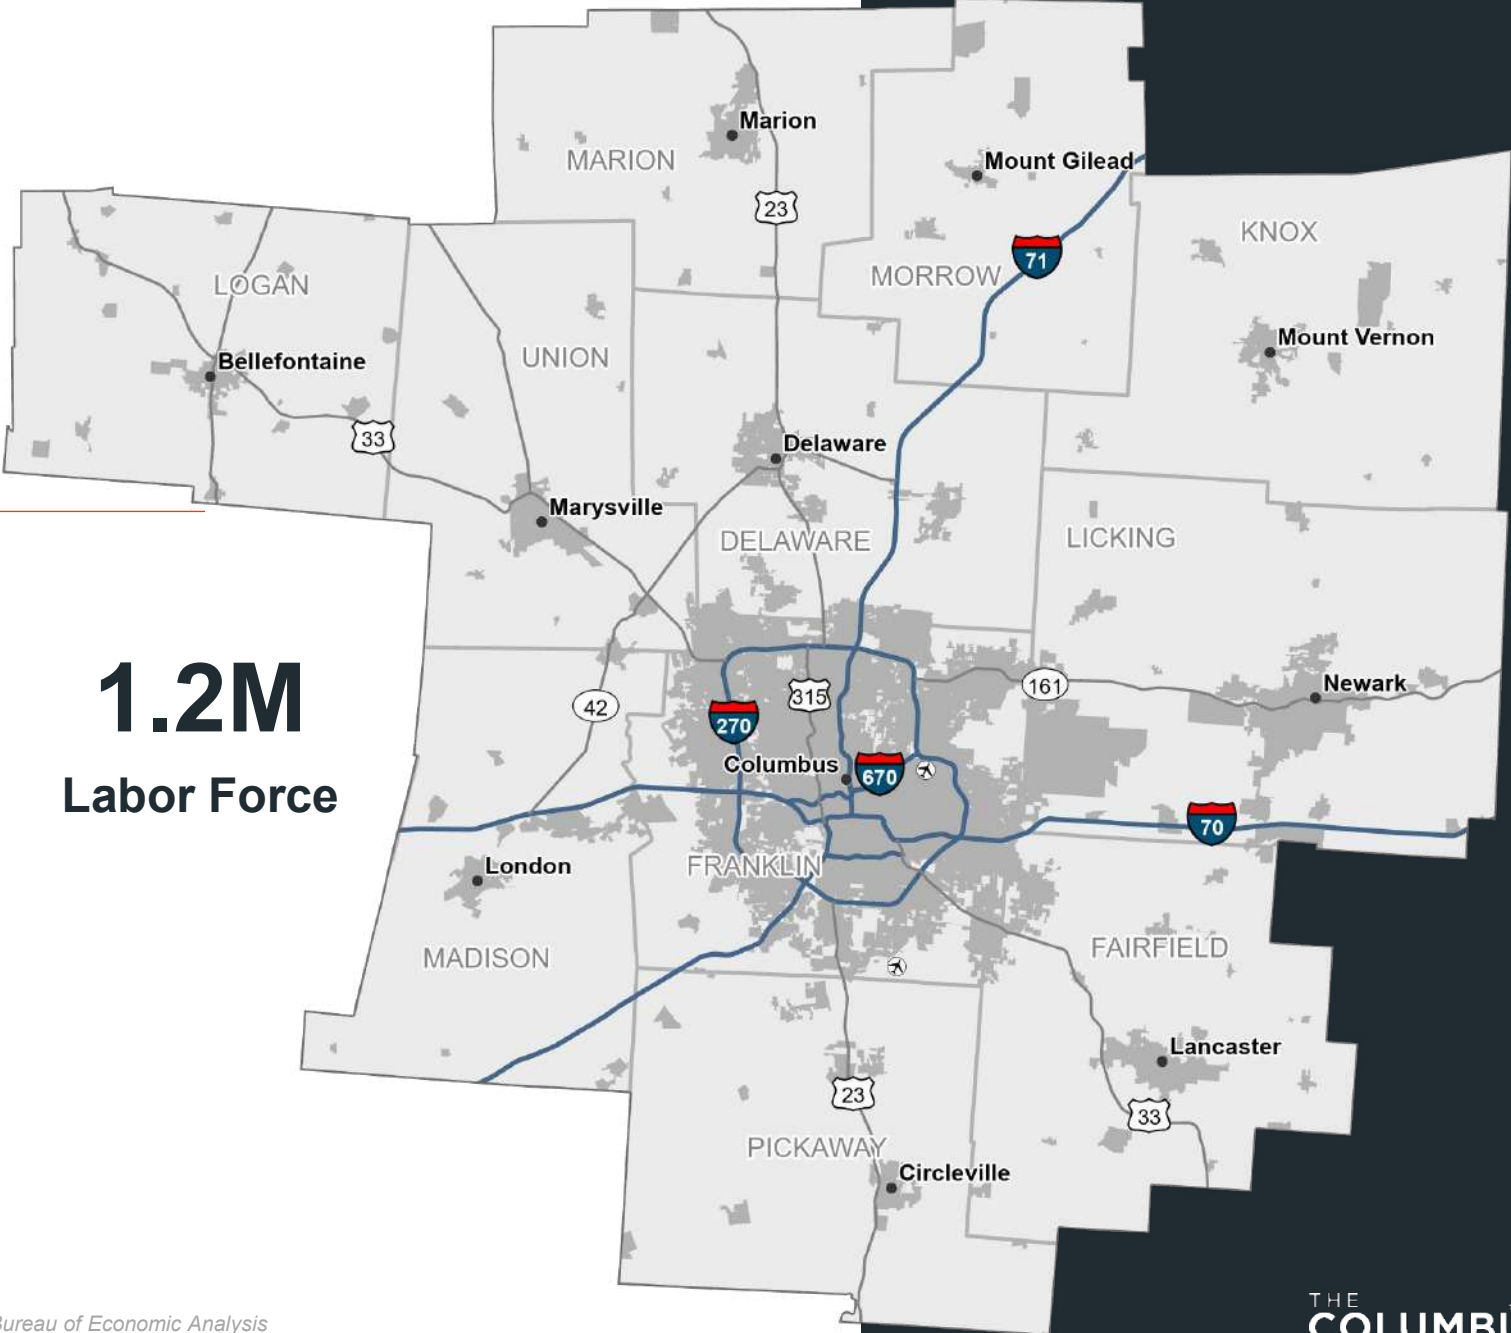 Marion
MARION
Mount Gilead
23
KNOX
71
MORROW
LOGAN
Mount Vernon
UNION
Bellefontaine
33
Delaware
Marysville
DELAWARE
LICKING
1.2M
Labor Force
161
Newark
315
42
270
Columbus
670
70
London
FRANKLIN
FAIRFIELD
MADISON
Lancaster
23
33
PICKAWAY
Circleville
THE
Bureau of Economic Analysis